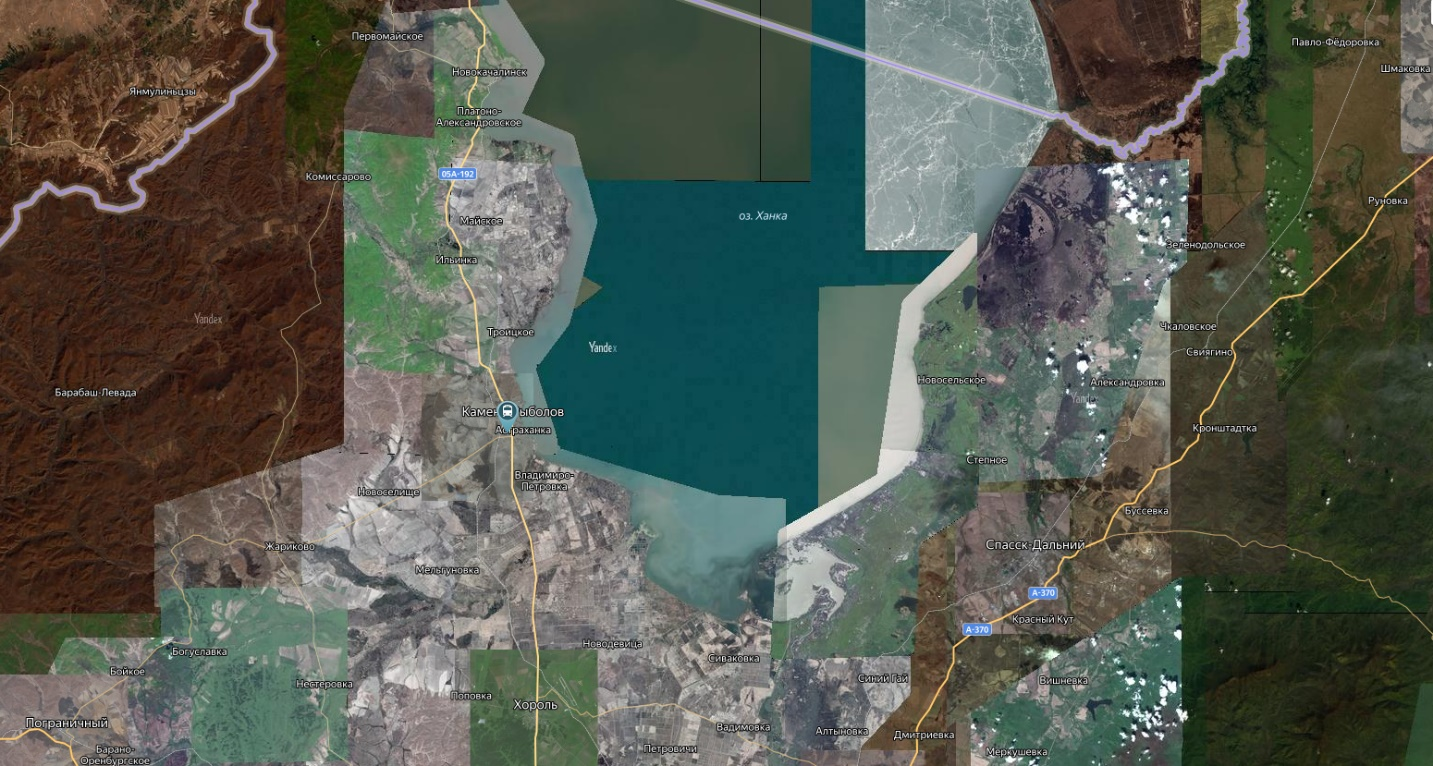 Первомайское
Павло-Фёдоровка
Шмаковка
Новокачалинск
Янмулиньцзы
Платоно-
Александровское
05А-192
Комиссарово
Руновка
оз. Ханка
Майское
Зеленодольское
Ильинка
Yandex
Чкаловское
Троицкое
Yandex
Свиягино
Новосельское
Александровка
Барабаш-Левада
Астраханка
Кронштадтка
Степное
Владимиро-
Петровка
Новоселище
Буссевка
Жариково
Спасск-Дальний
Мельгуновка
А-370
Красный Кут
А-370
Новодевица
Богуславка
Сиваковка
Бойкое
Синий Гай
Вишнёвка
Нестеровка
Поповка
Хороль
Пограничный
Вадимовка
Алтыновка
Дмитриевка
Барано-
Оренбургское
Петровичи
Меркушевка